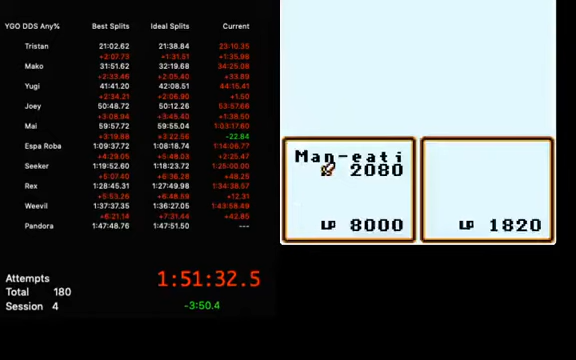 YGO DDS Any% Best Splits Ideal Splits Current
Tristan 21:02.62 21:38.84 23:10.35
+2:07.73 +1:31.51 +1:35.98
Mako 31:51.62 32:19.68 34:25.08
+2:33.46 +2:05.40 +33.89
Yugi 41:41.20 42:08.51 44:15.41
+2:34.21 +2:06.90 +1.50
Joey 50:48.72 50:12.26 53:57.66
+3:08.94 +3:45.40 +1:38.50
Mai 59:57.72 59:55.04 1:03:17.60
+3:19.88 +3:22.56 -22.84
Espa Roba 1:09:37.72 1:08:18.74 1:14:06.77
+4:29.05 +5:48.03 +2:25.47
Seeker 1:19:52.60 1:18:23.72 1:25:00.00
+5:07.40 +6:36.28 +48.25
Rex 1:28:45.31 1:27:49.98 1:34:38.57
+5:53.26 +6:48.59 +12.31
Weevil 1:37:37.35 1:36:27.05 1:43:58.49
+6:21.14 +7:31.44 +42.85
Pandora 1:47:48.76 1:47:51.50 ---
Attempts
Total 180
Session 4
1:51:32.5
-3:50.4
Man-eati
2080
LP 8000
LP 1820